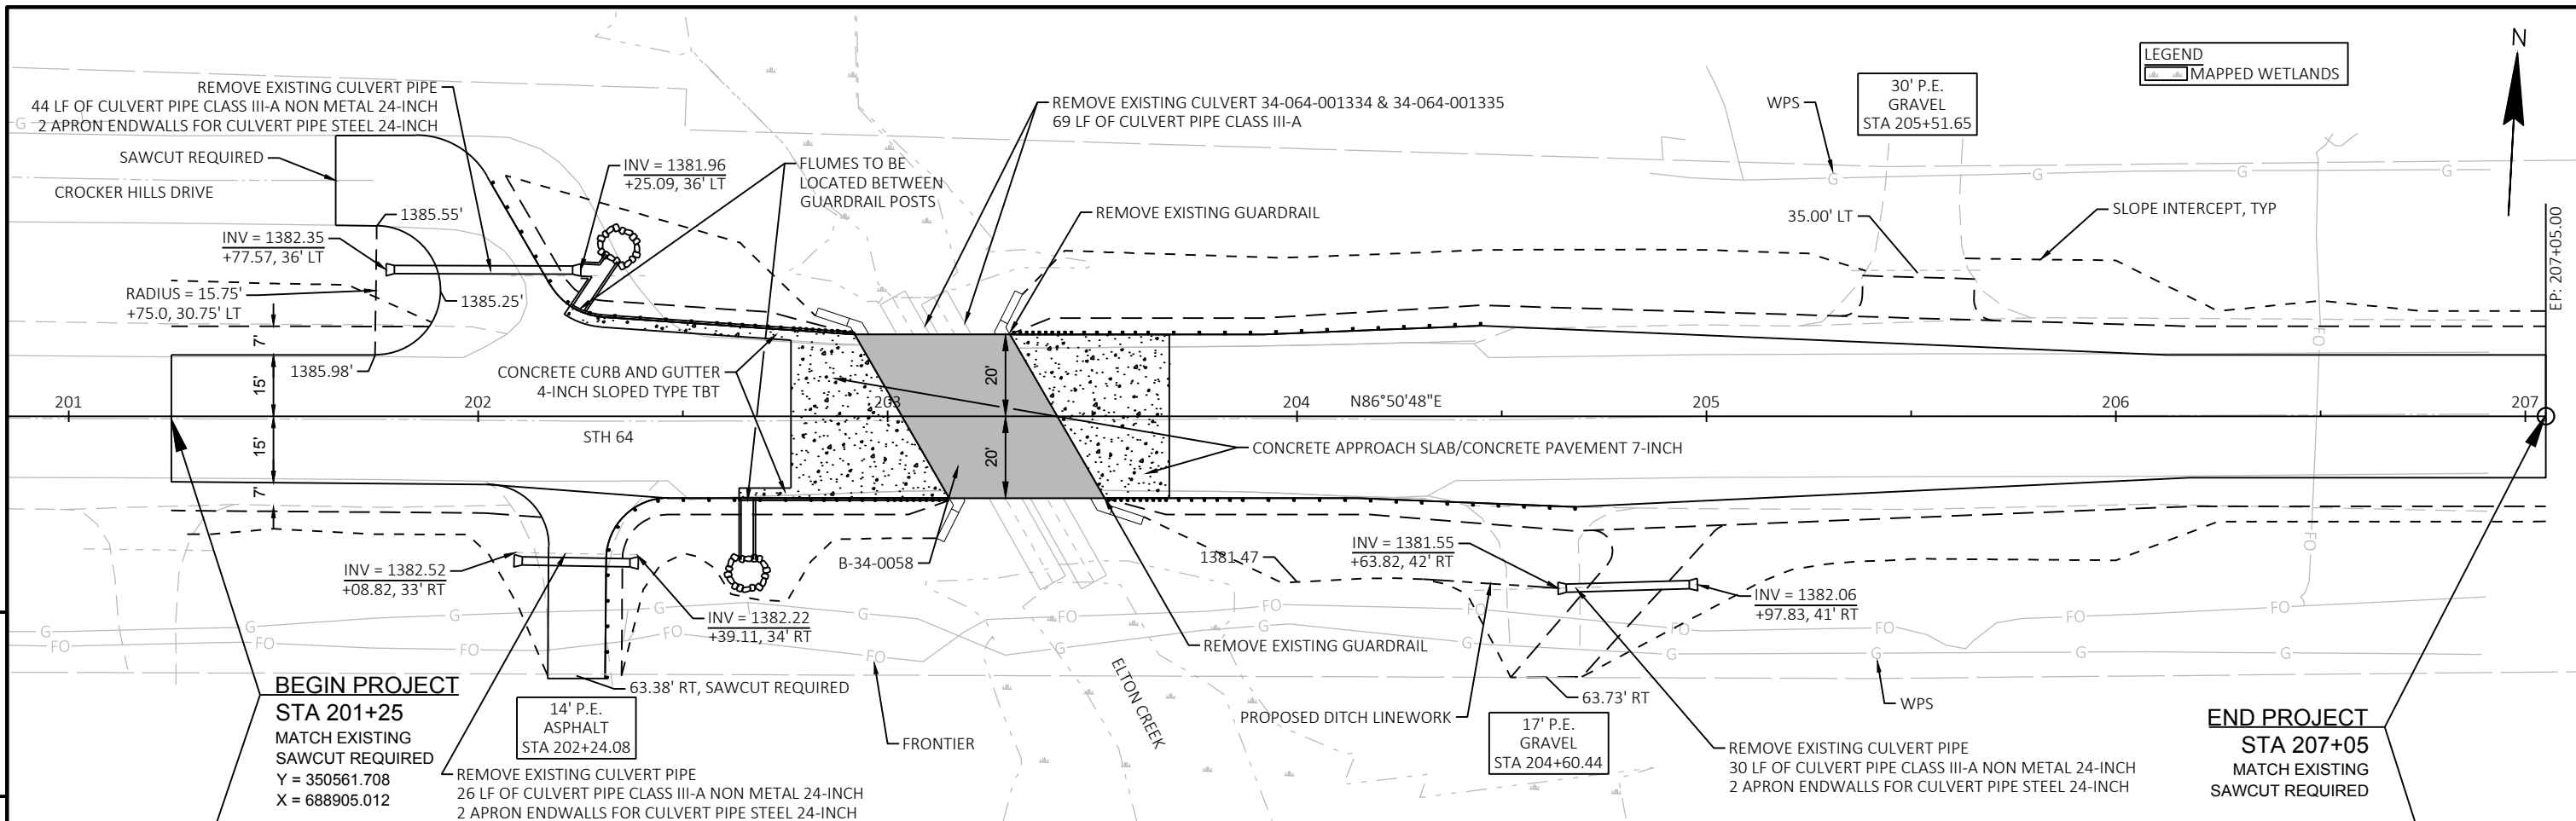 REMOVE EXISTING CULVERT PIPE
44 LF OF CULVERT PIPE CLASS III-A NON METAL 24-INCH
2 APRON ENDWALLS FOR CULVERT PIPE STEEL 24-INCH
SAWCUT REQUIRED
CROCKER HILLS DRIVE
1385.55'
INV = 1382.35
+77.57, 36' LT
RADIUS = 15.75'
+75.0, 30.75' LT
1385.25'
1385.98'
INV = 1381.96
+25.09, 36' LT
FLUMES TO BE
LOCATED BETWEEN
GUARDRAIL POSTS
REMOVE EXISTING CULVERT 34-064-001334 & 34-064-001335
69 LF OF CULVERT PIPE CLASS III-A
REMOVE EXISTING GUARDRAIL
WPS
30' P.E.
GRAVEL
STA 205+51.65
LEGEND
MAPPED WETLANDS
N
35.00' LT
SLOPE INTERCEPT, TYP
EP: 207+05.00
G
G
G
G
G
7'
15'
15'
7'
CONCRETE CURB AND GUTTER
4-INCH SLOPED TYPE TBT
20'
20'
201
202
203
204
N86°50'48"E
205
206
207
STH 64
CONCRETE APPROACH SLAB/CONCRETE PAVEMENT 7-INCH
FO
FO
B-34-0058
1381.47
INV = 1381.55
+63.82, 42' RT
INV = 1382.06
+97.83, 41' RT
INV = 1382.52
+08.82, 33' RT
INV = 1382.22
+39.11, 34' RT
G
G
G
G
G
G
G
G
G
G
G
FO
FO
FO
FO
FO
FO
FO
FO
FO
FO
FO
FO
REMOVE EXISTING GUARDRAIL
ELTON CREEK
63.38' RT, SAWCUT REQUIRED
14' P.E.
ASPHALT
STA 202+24.08
FRONTIER
PROPOSED DITCH LINEWORK
63.73' RT
17' P.E.
GRAVEL
STA 204+60.44
WPS
BEGIN PROJECT
STA 201+25
MATCH EXISTING
SAWCUT REQUIRED
Y = 350561.708
X = 688905.012
REMOVE EXISTING CULVERT PIPE
26 LF OF CULVERT PIPE CLASS III-A NON METAL 24-INCH
2 APRON ENDWALLS FOR CULVERT PIPE STEEL 24-INCH
REMOVE EXISTING CULVERT PIPE
30 LF OF CULVERT PIPE CLASS III-A NON METAL 24-INCH
2 APRON ENDWALLS FOR CULVERT PIPE STEEL 24-INCH
END PROJECT
STA 207+05
MATCH EXISTING
SAWCUT REQUIRED